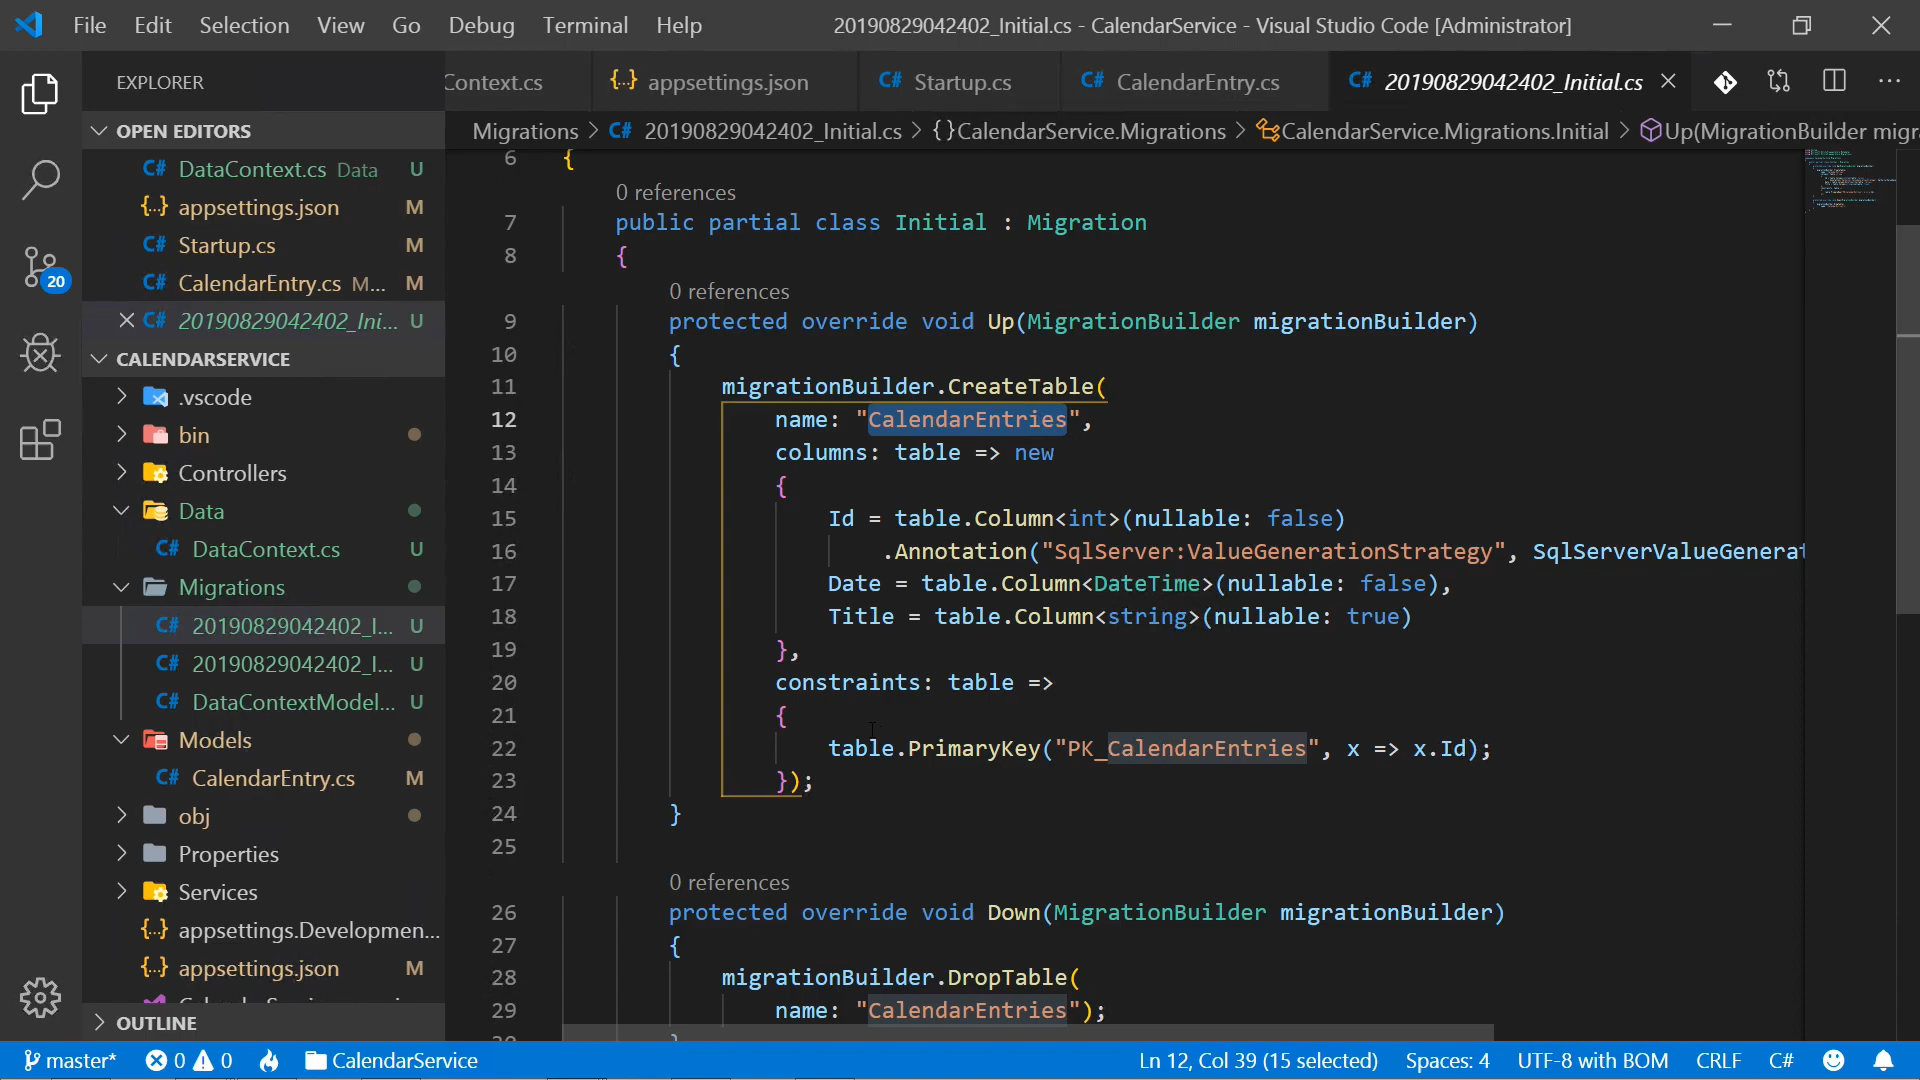 File Edit Selection View Go Debug Terminal Help
20190829042402_Initial.cs - CalendarService - Visual Studio Code [Administrator]
EXPLORER
Context.cs
{..} appsettings.json
C# Startup.cs
C# CalendarEntry.cs
C# 20190829042402_Initial.cs
OPEN EDITORS
C# DataContext.cs Data U
{..} appsettings.json M
C# Startup.cs M
C# CalendarEntry.cs M... M
C# 20190829042402_Ini... U
CALENDARSERVICE
.vscode
bin
Controllers
Data
C# DataContext.cs U
Migrations
C# 20190829042402_I... U
C# 20190829042402_I... U
C# DataContextModel... U
Models
C# CalendarEntry.cs M
obj
Properties
Services
{..} appsettings.Developmen...
{..} appsettings.json M
OUTLINE
20
Migrations > C# 20190829042402_Initial.cs > {} CalendarService.Migrations > CalendarService.Migrations.Initial > Up(MigrationBuilder migr
6 {
0 references
7 public partial class Initial : Migration
8 {
0 references
9 protected override void Up(MigrationBuilder migrationBuilder)
10 {
11 migrationBuilder.CreateTable(
12 name: "CalendarEntries",
13 columns: table => new
14 {
15 Id = table.Column<int>(nullable: false)
16 .Annotation("SqlServer:ValueGenerationStrategy", SqlServerValueGenerat
17 Date = table.Column<DateTime>(nullable: false),
18 Title = table.Column<string>(nullable: true)
19 },
20 constraints: table =>
21 {
22 table.PrimaryKey("PK_CalendarEntries", x => x.Id);
23 });
24 }
25
0 references
26 protected override void Down(MigrationBuilder migrationBuilder)
27 {
28 migrationBuilder.DropTable(
29 name: "CalendarEntries");
master* 0 0 CalendarService
Ln 12, Col 39 (15 selected) Spaces: 4 UTF-8 with BOM CRLF C#